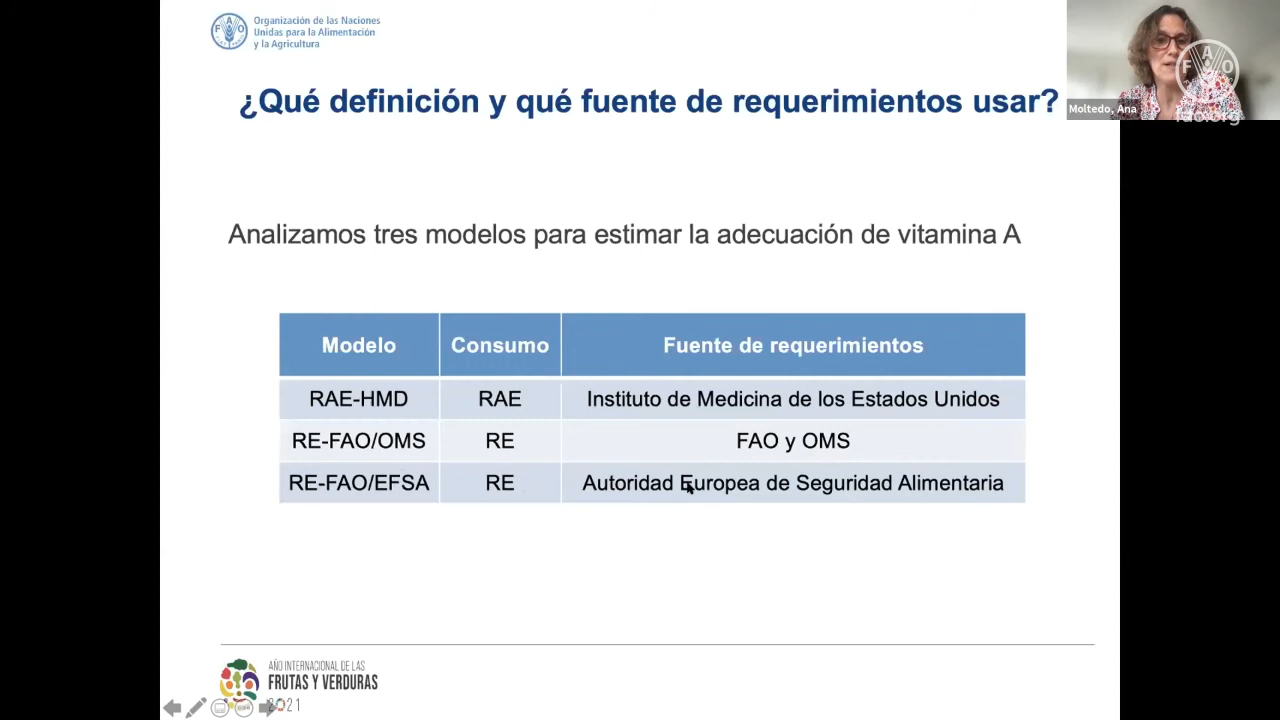 Organización de las Naciones
Unidas para la Alimentación
y la Agricultura
¿Qué definición y qué fuente de requerimientos usar?
Moltedo, Ana
FAO
fao.org
Analizamos tres modelos para estimar la adecuación de vitamina A
Modelo Consumo Fuente de requerimientos
RAE-HMD RAE Instituto de Medicina de los Estados Unidos
RE-FAO/OMS RE FAO y OMS
RE-FAO/EFSA RE Autoridad Europea de Seguridad Alimentaria
AÑO INTERNACIONAL DE LAS
FRUTAS Y VERDURAS
2021